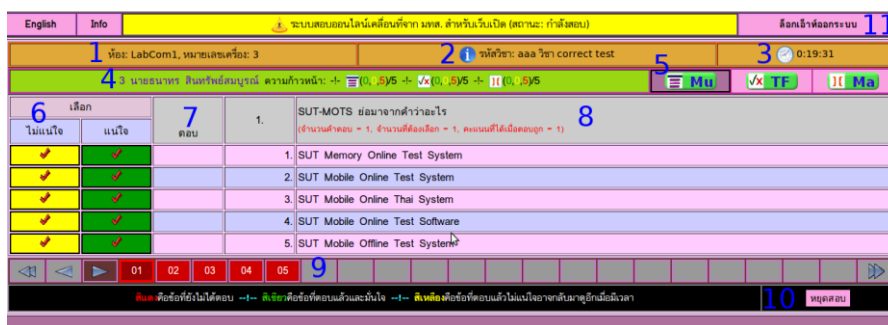 English Info ระบบสอบออนไลน์เคลื่อนที่จาก มทส. สำหรับเว็บเปิด (สถานะ: กำลังสอบ) ล็อกเอ้าท์ออกระบบ 11
1 ห้อง: LabCom1, หมายเลขเครื่อง: 3 2 รหัสวิชา: aaa วิชา correct test 3 0:19:31
4 3 นายธนาทร สินทรัพย์สมบูรณ์ ความก้าวหน้า: -!- (0,0,5)/5 -!- √x(0,0,5)/5 -!- )((0,0,5)/5 5 Mu √x TF )( Ma
6 เลือก 7 ตอบ 1. SUT-MOTS ย่อมาจากคำว่าอะไร 8
ไม่แน่ใจ แน่ใจ (จำนวนคำตอบ = 1, จำนวนที่ต้องเลือก = 1, คะแนนที่ได้เมื่อตอบถูก = 1)
1. SUT Memory Online Test System
2. SUT Mobile Online Test System
3. SUT Mobile Online Thai System
4. SUT Mobile Online Test Software
5. SUT Mobile Offline Test System
01 02 03 04 05 9
สีแดงคือข้อที่ยังไม่ได้ตอบ --!-- สีเขียวคือข้อที่ตอบแล้วและมั่นใจ --!-- สีเหลืองคือข้อที่ตอบแล้วไม่แน่ใจอาจกลับมาดูอีกเมื่อมีเวลา 10 หยุดสอบ